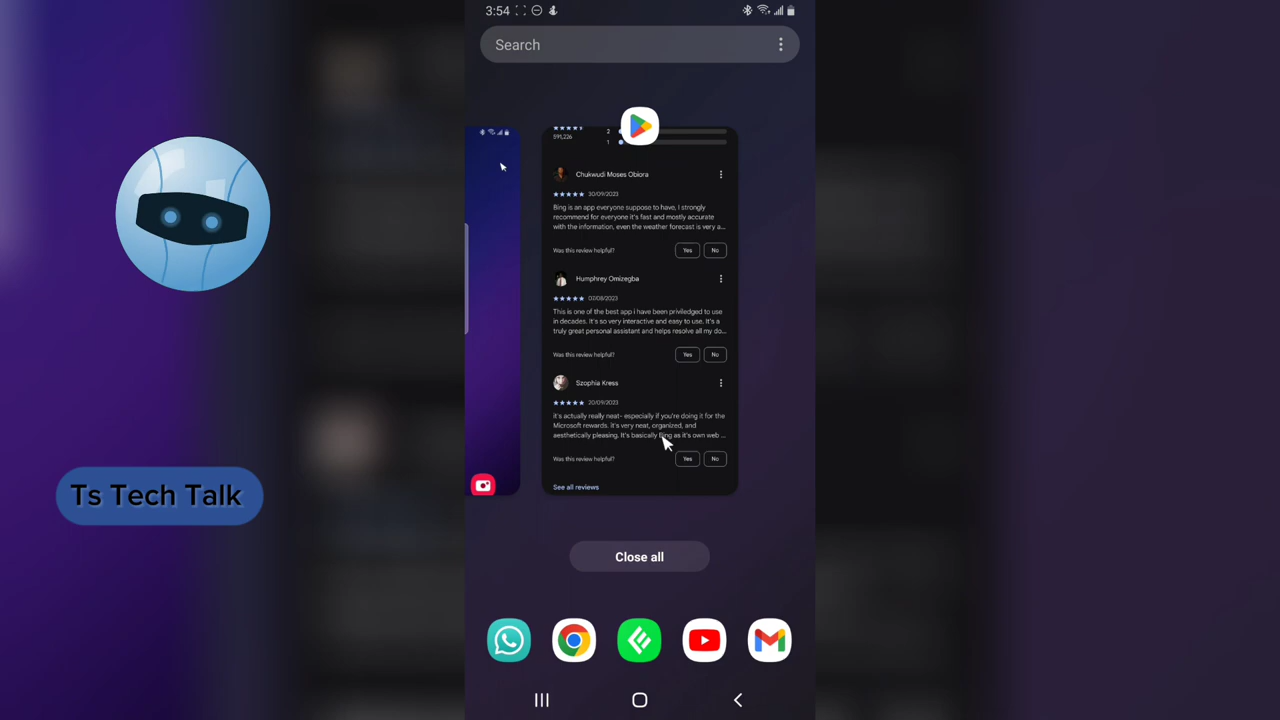 3:54
Search
591,226
2
1
Chukwudi Moses Obiora
30/09/2023
Bing is an app everyone suppose to have, I strongly
recommend for everyone it's fast and mostly accurate
with the information, even the weather forecast is very a...
Was this review helpful?
Yes
No
Humphrey Omizegba
07/08/2023
This is one of the best app i have been priviledged to use
in decades. It's so very interactive and easy to use. It's a
truly great personal assistant and helps resolve all my do...
Was this review helpful?
Yes
No
Szophia Kress
20/09/2023
it's actually really neat- especially if you're doing it for the
Microsoft rewards. it's very neat, organized, and
aesthetically pleasing. It's basically Bing as it's own web ...
Was this review helpful?
Yes
No
See all reviews
Close all
Ts Tech Talk